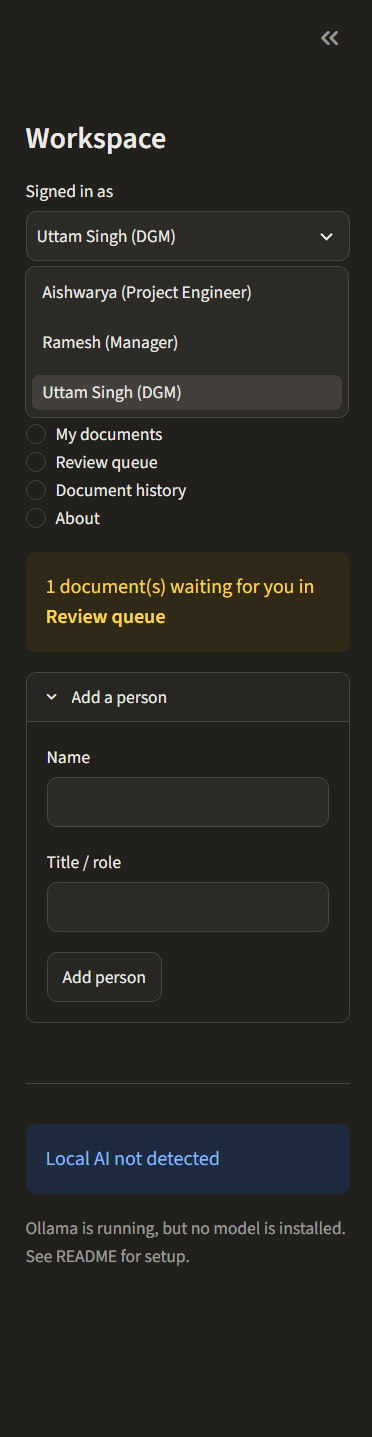 Workspace
Signed in as
Uttam Singh (DGM)
Aishwarya (Project Engineer)
Ramesh (Manager)
Uttam Singh (DGM)
My documents
Review queue
Document history
About
1 document(s) waiting for you in
Review queue
Add a person
Name
Title / role
Add person
Local AI not detected
Ollama is running, but no model is installed.
See README for setup.